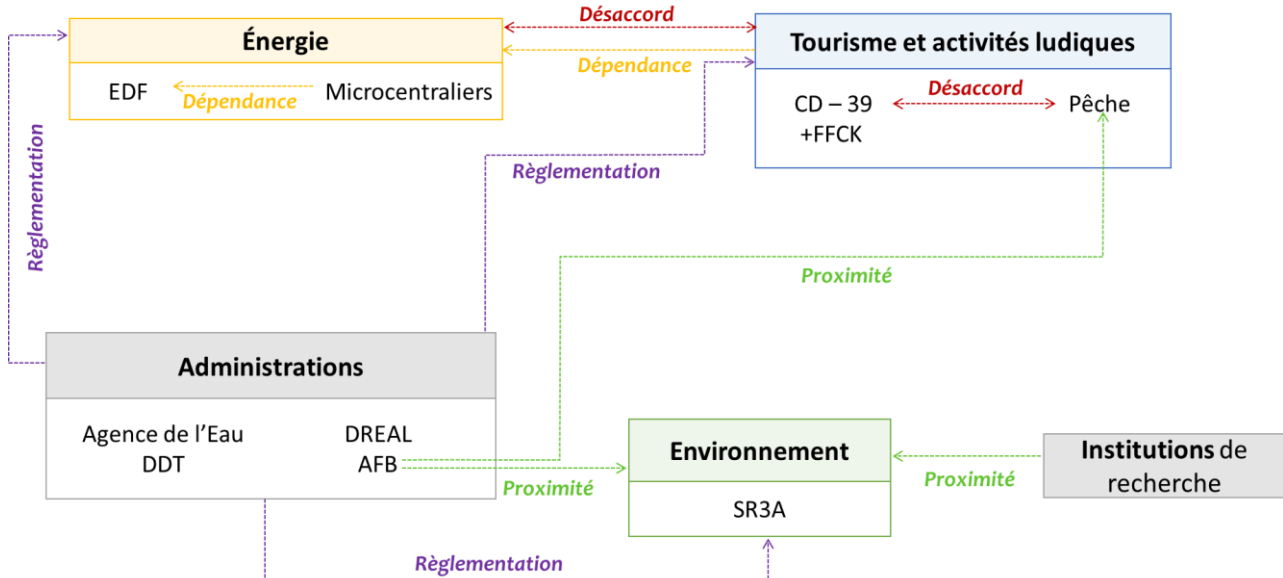 Désaccord
Énergie
Tourisme et activités ludiques
Dépendance
EDF
Dépendance
Microcentraliers
CD – 39
+FFCK
Désaccord
Pêche
Règlementation
Règlementation
Proximité
Administrations
Agence de l'Eau
DDT
DREAL
AFB
Proximité
Environnement
SR3A
Proximité
Institutions de
recherche
Règlementation